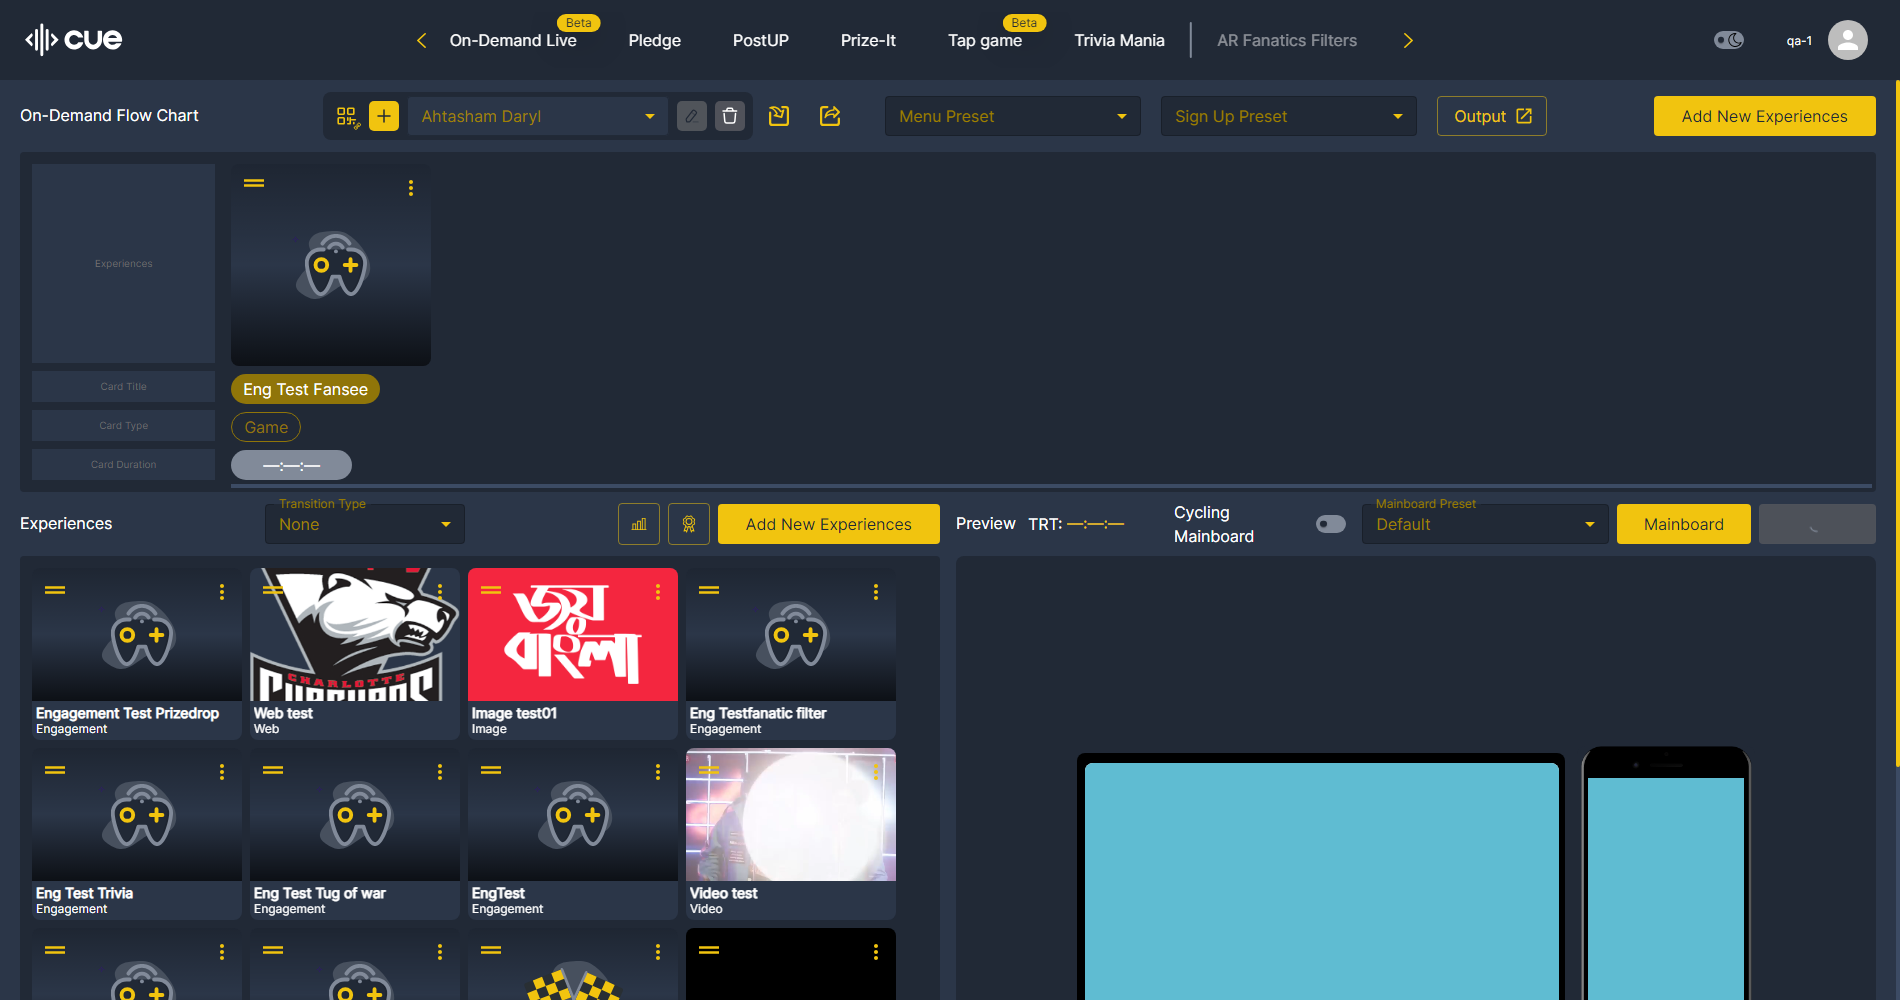 cue
Beta
Beta
On-Demand Live
Pledge
PostUP
Prize-It
Tap game
Trivia Mania
AR Fanatics Filters
qa-1
On-Demand Flow Chart
Ahtasham Daryl
Menu Preset
Sign Up Preset
Output
Add New Experiences
Experiences
Card Title
Eng Test Fansee
Card Type
Game
Card Duration
—:—:—
Experiences
Transition Type
None
Add New Experiences
Preview
TRT: —:—:—
Cycling
Mainboard
Mainboard Preset
Default
Mainboard
CHARLOTTE
জয়
বাংলা
Engagement Test Prizedrop
Engagement
Web test
Web
Image test01
Image
Eng Testfanatic filter
Engagement
Eng Test Trivia
Engagement
Eng Test Tug of war
Engagement
EngTest
Engagement
Video test
Video